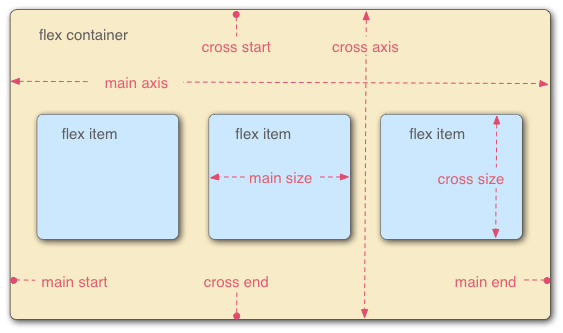 flex container
cross start
cross axis
main axis
flex item
flex item
flex item
main size
cross size
main start
cross end
main end